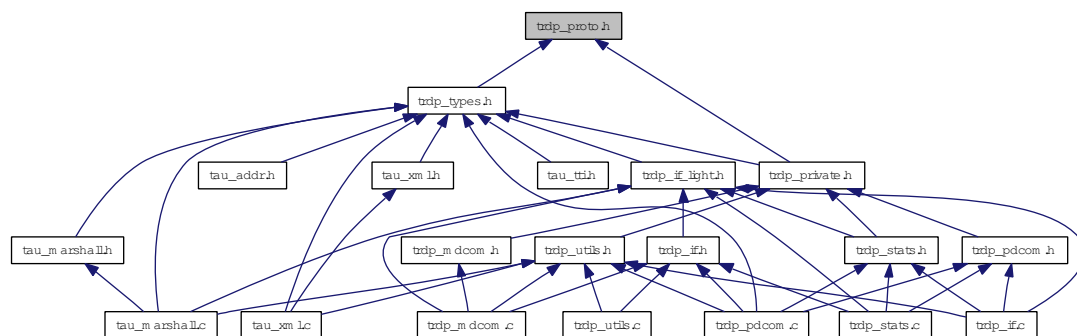 trdp_proto.h
trdp_types.h
tau_addr.h
tau_xml.h
tau_tti.h
trdp_if_light.h
trdp_private.h
tau_marshall.h
trdp_mdcom.h
trdp_utils.h
trdp_if.h
trdp_stats.h
trdp_pdcom.h
tau_marshall.c
tau_xml.c
trdp_mdcom.c
trdp_utils.c
trdp_pdcom.c
trdp_stats.c
trdp_if.c